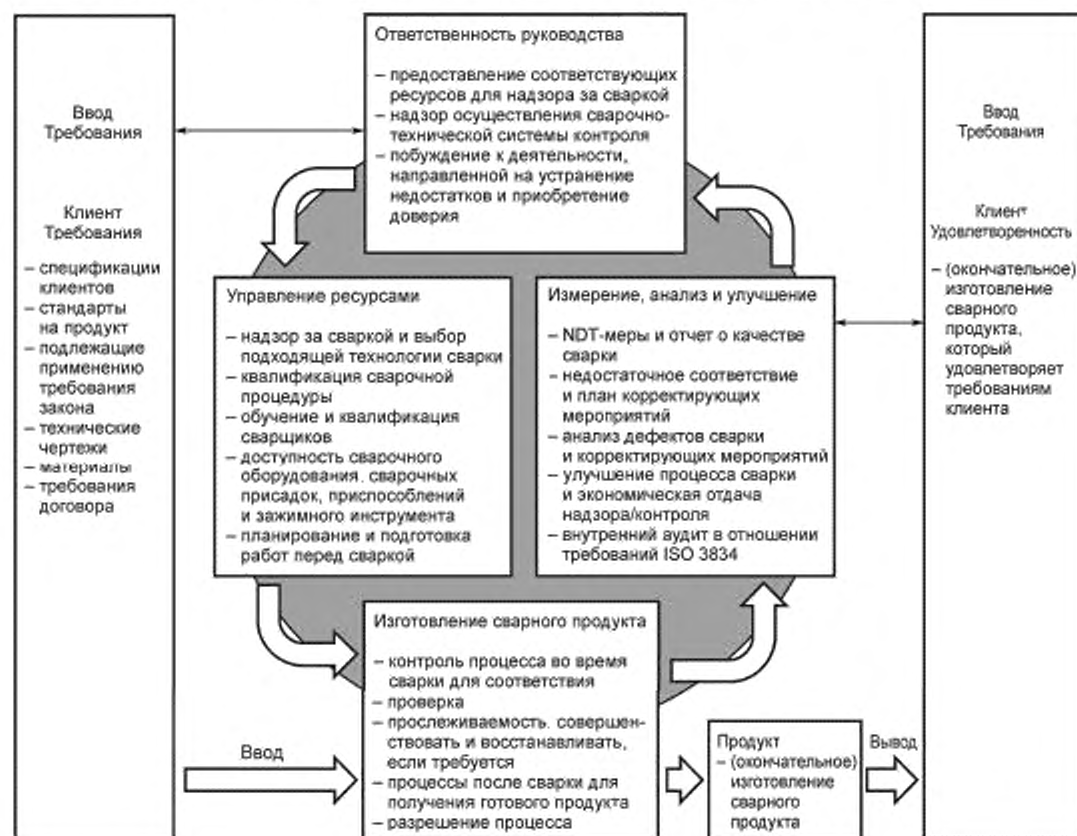 Ввод
Требования
Клиент
Требования
– спецификации
клиентов
– стандарты
на продукт
– подлежащие
применению
требования
закона
– технические
чертежи
– материалы
– требования
договора
Ответственность руководства
– предоставление соответствующих
ресурсов для надзора за сваркой
– надзор осуществления сварочно-
технической системы контроля
– побуждение к деятельности,
направленной на устранение
недостатков и приобретение
доверия
Управление ресурсами
– надзор за сваркой и выбор
подходящей технологии сварки
– квалификация сварочной
процедуры
– обучение и квалификация
сварщиков
– доступность сварочного
оборудования. сварочных
присадок, приспособлений
и зажимного инструмента
– планирование и подготовка
работ перед сваркой
Измерение, анализ и улучшение
– NDT-меры и отчет о качестве
сварки
– недостаточное соответствие
и план корректирующих
мероприятий
– анализ дефектов сварки
и корректирующих мероприятий
– улучшение процесса сварки
и экономическая отдача
надзора/контроля
– внутренний аудит в отношении
требований ISO 3834
Изготовление сварного продукта
– контроль процесса во время
сварки для соответствия
– проверка
– прослеживаемость. совершен-
ствовать и восстанавливать,
если требуется
– процессы после сварки для
получения готового продукта
– разрешение процесса
Ввод
Продукт
– (окончательное)
изготовление
сварного
продукта
Вывод
Ввод
Требования
Клиент
Удовлетворенность
– (окончательное)
изготовление
сварного
продукта,
который
удовлетворяет
требованиям
клиента